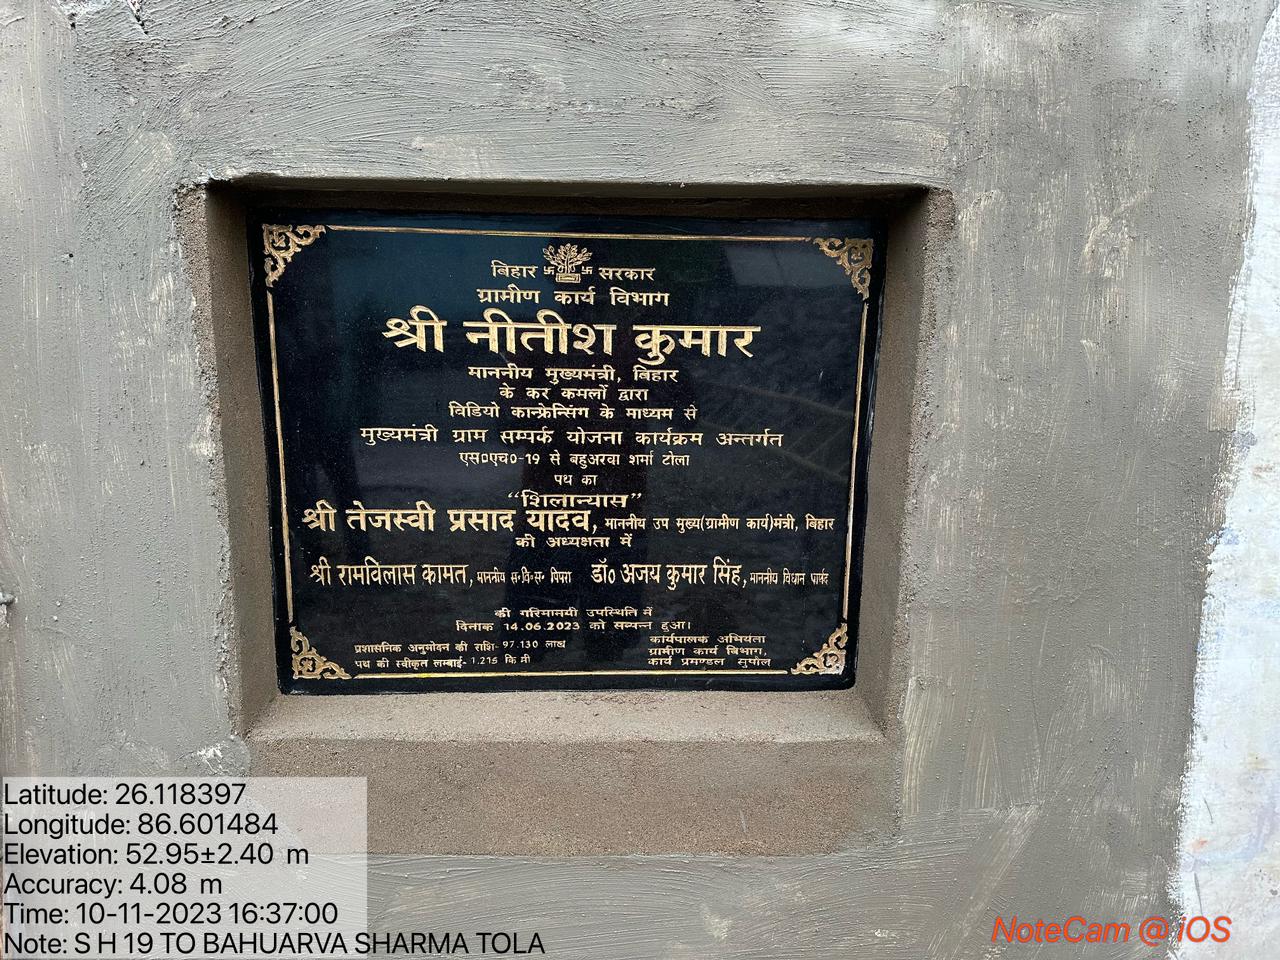 बिहार सरकार
ग्रामीण कार्य विभाग
श्री नीतीश कुमार
माननीय मुख्यमंत्री, बिहार
के कर कमलों द्वारा
विडियो कान्फ्रेन्सिंग के माध्यम से
मुख्यमंत्री ग्राम सम्पर्क योजना कार्यक्रम अन्तर्गत
एस०एच०-19 से बहुअरवा शर्मा टोला
पथ का
“शिलान्यास”
श्री तेजस्वी प्रसाद यादव, माननीय उप मुख्य(ग्रामीण कार्य)मंत्री, बिहार
की अध्यक्षता में
श्री रामविलास कामत, माननीय स॰वि॰स॰ पिपरा डॉ० अजय कुमार सिंह, माननीय विधान पार्षद
की गरिमामयी उपस्थिति में
दिनाक 14.06.2023 को सम्पन्न हुआ।
प्रशासनिक अनुमोदन की राशि- 97.130 लाख
पथ की स्वीकृत लम्बाई- 1.215 कि मी
कार्यपालक अभियंता
ग्रामीण कार्य विभाग,
कार्य प्रमण्डल सुपौल
Latitude: 26.118397
Longitude: 86.601484
Elevation: 52.95±2.40 m
Accuracy: 4.08 m
Time: 10-11-2023 16:37:00
Note: S H 19 TO BAHUARVA SHARMA TOLA
NoteCam @ iOS